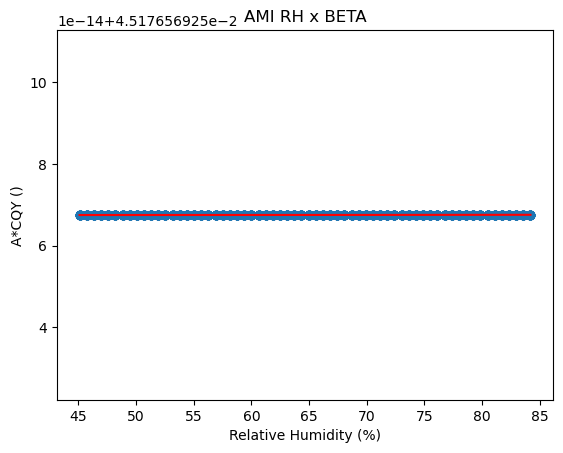 AMI RH x BETA
1e−14+4.517656925e−2
10
8
6
4
A*CQY ()
45 50 55 60 65 70 75 80 85
Relative Humidity (%)